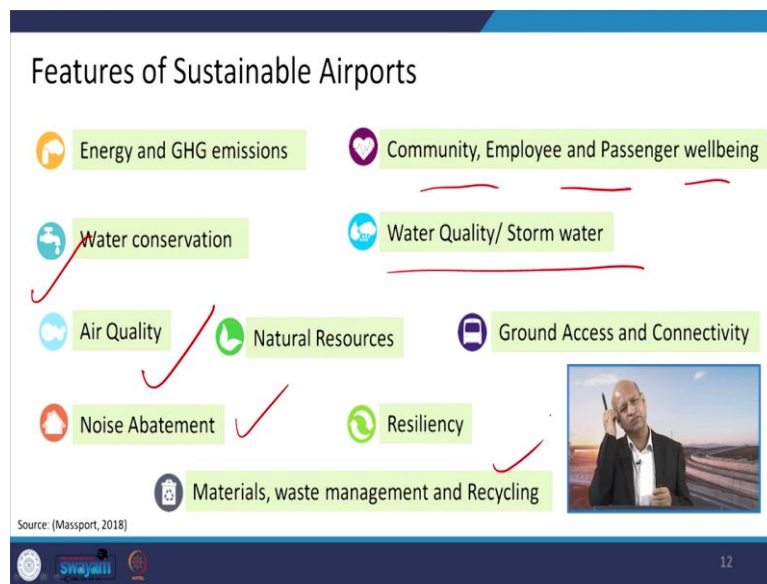 Features of Sustainable Airports
Energy and GHG emissions
Community, Employee and Passenger wellbeing
Water conservation
Water Quality/ Storm water
Air Quality
Natural Resources
Ground Access and Connectivity
Noise Abatement
Resiliency
Materials, waste management and Recycling
Source: (Massport, 2018)
swayam
12